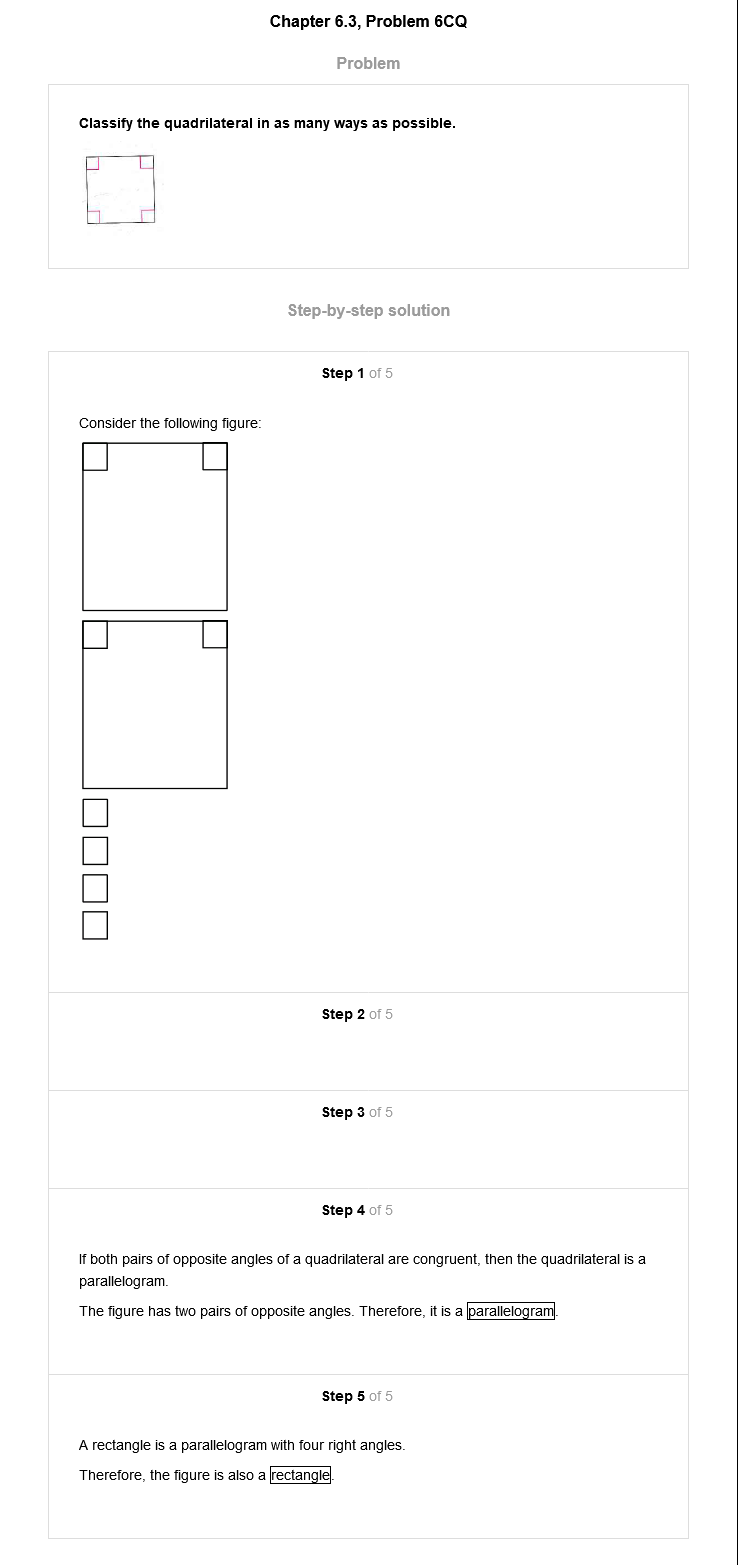 Chapter 6.3, Problem 6CQ
Problem
Classify the quadrilateral in as many ways as possible.
Step-by-step solution
Step 1 of 5
Consider the following figure:
Step 2 of 5
Step 3 of 5
Step 4 of 5
If both pairs of opposite angles of a quadrilateral are congruent, then the quadrilateral is a
parallelogram.
The figure has two pairs of opposite angles. Therefore, it is a parallelogram.
Step 5 of 5
A rectangle is a parallelogram with four right angles.
Therefore, the figure is also a rectangle.